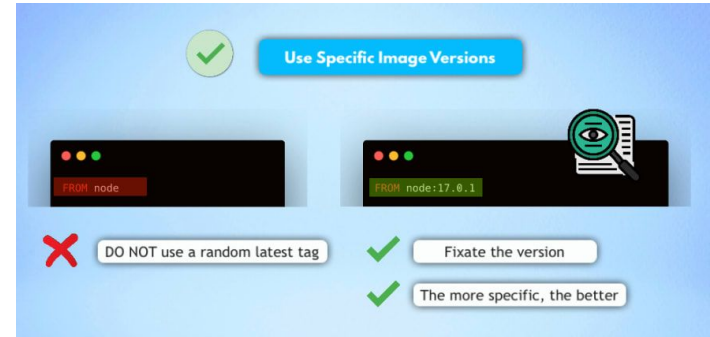 Use Specific Image Versions
FROM node
FROM node:17.0.1
DO NOT use a random latest tag
Fixate the version
The more specific, the better